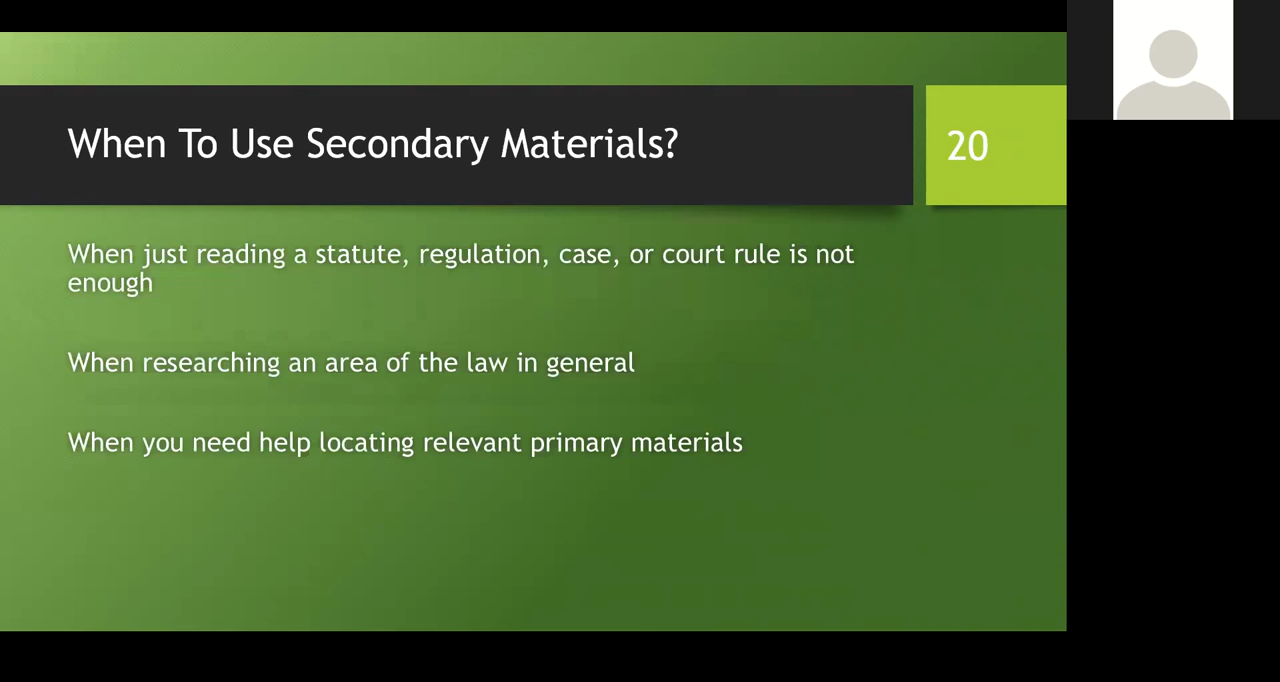 When To Use Secondary Materials?
20
When just reading a statute, regulation, case, or court rule is not
enough
When researching an area of the law in general
When you need help locating relevant primary materials